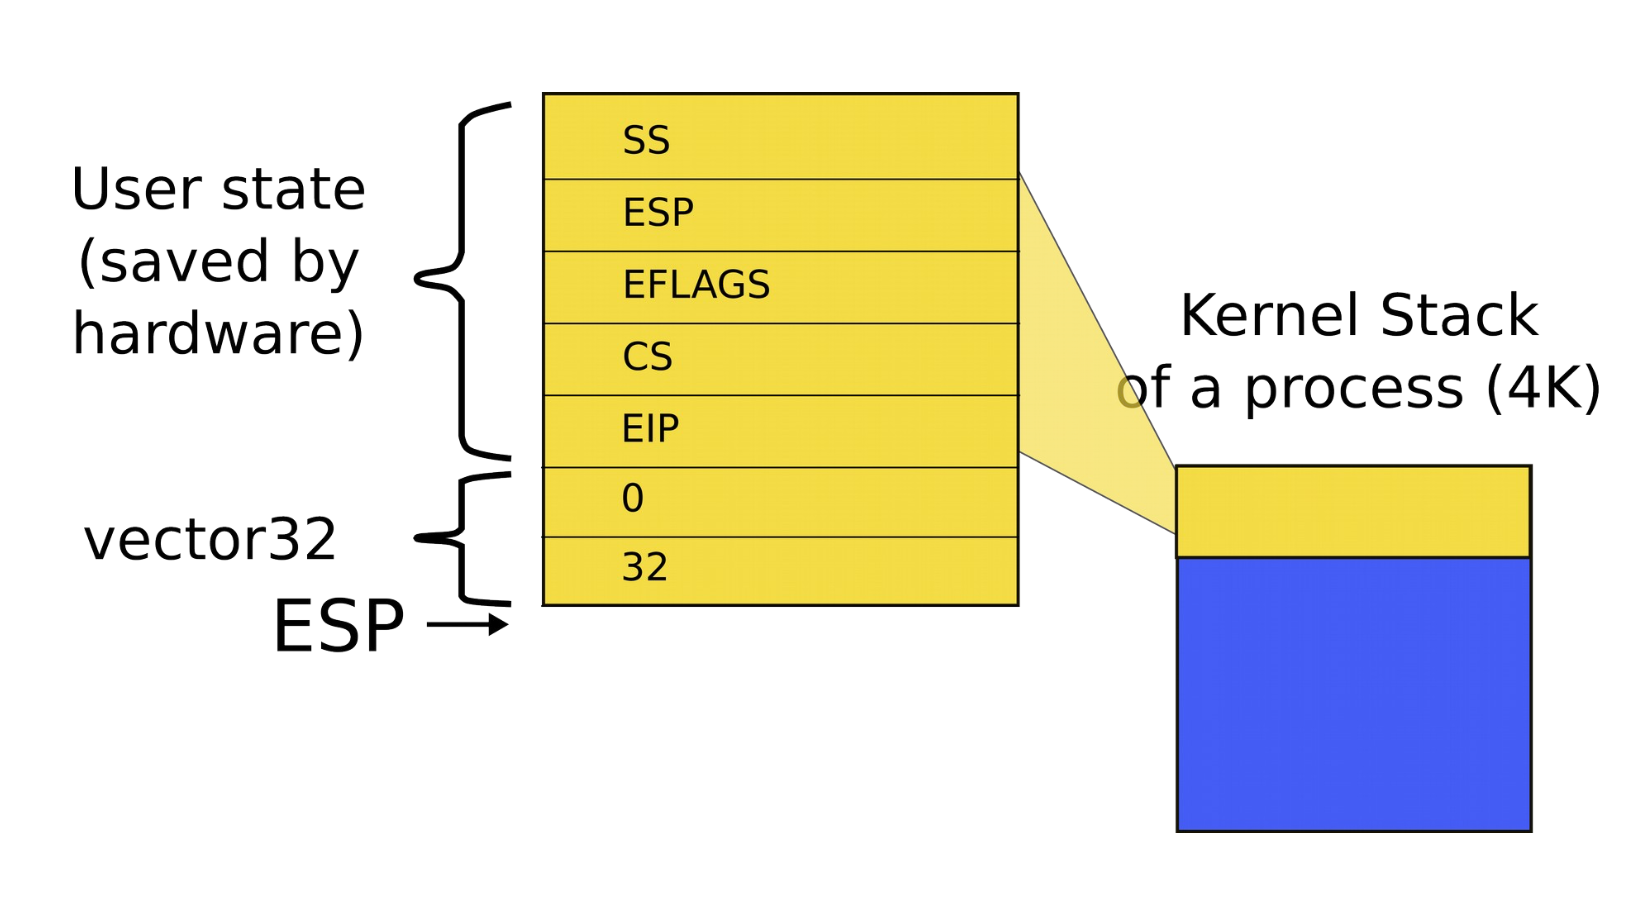 User state
(saved by
hardware)
vector32
ESP
SS
ESP
EFLAGS
CS
EIP
0
32
Kernel Stack
of a process (4K)